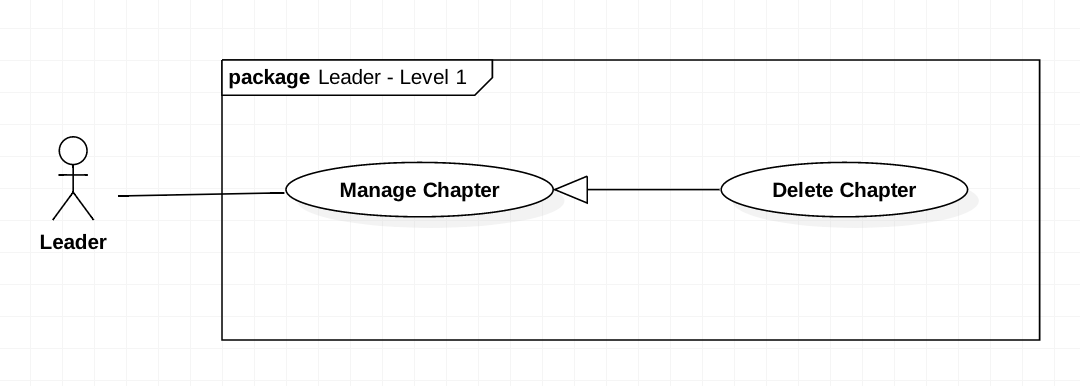 package Leader - Level 1
Manage Chapter
Delete Chapter
Leader